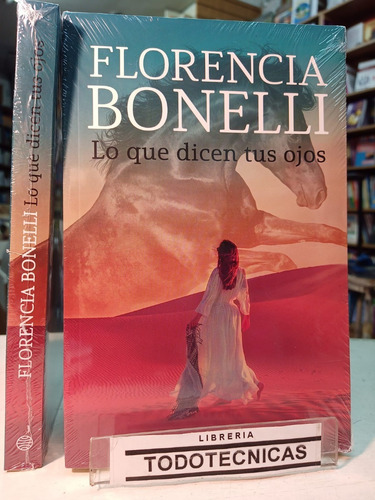 FLORENCIA BONELLI Lo que dicen tus ojos
FLORENCIA
BONELLI
Lo que dicen tus ojos
LIBRERIA
TODOTECNICAS